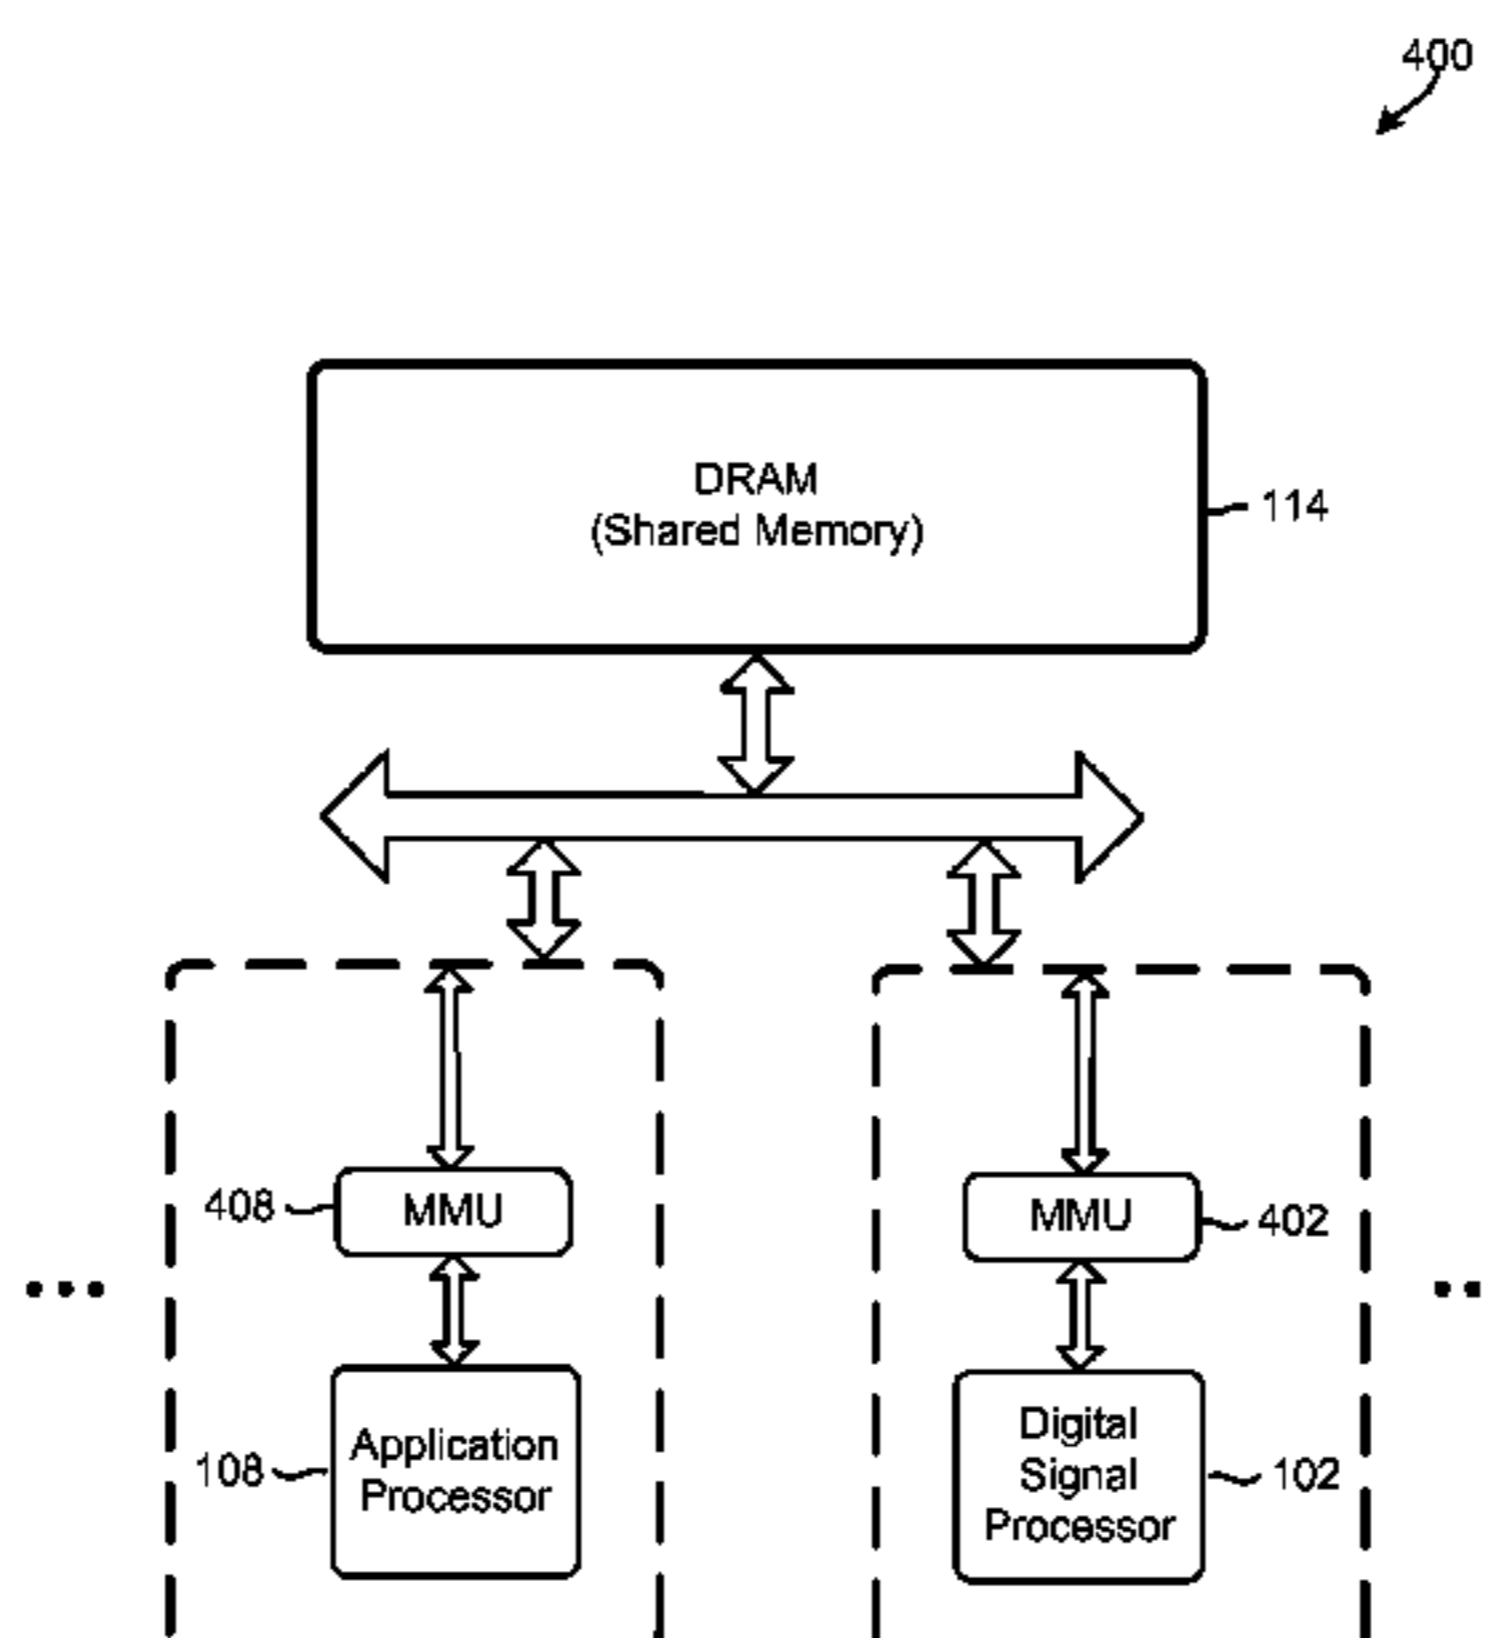 400
DRAM
(Shared Memory)
114
408
MMU
MMU
402
108
Application
Processor
Digital
Signal
Processor
102